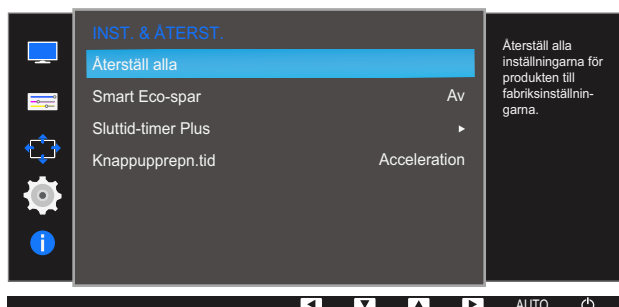 INST. & ÅTERST.
Återställ alla
Smart Eco-spar Av
Sluttid-timer Plus
Knappupprepn.tid Acceleration
Återställ alla
inställningarna för
produkten till
fabriksinställnin-
garna.
AUTO